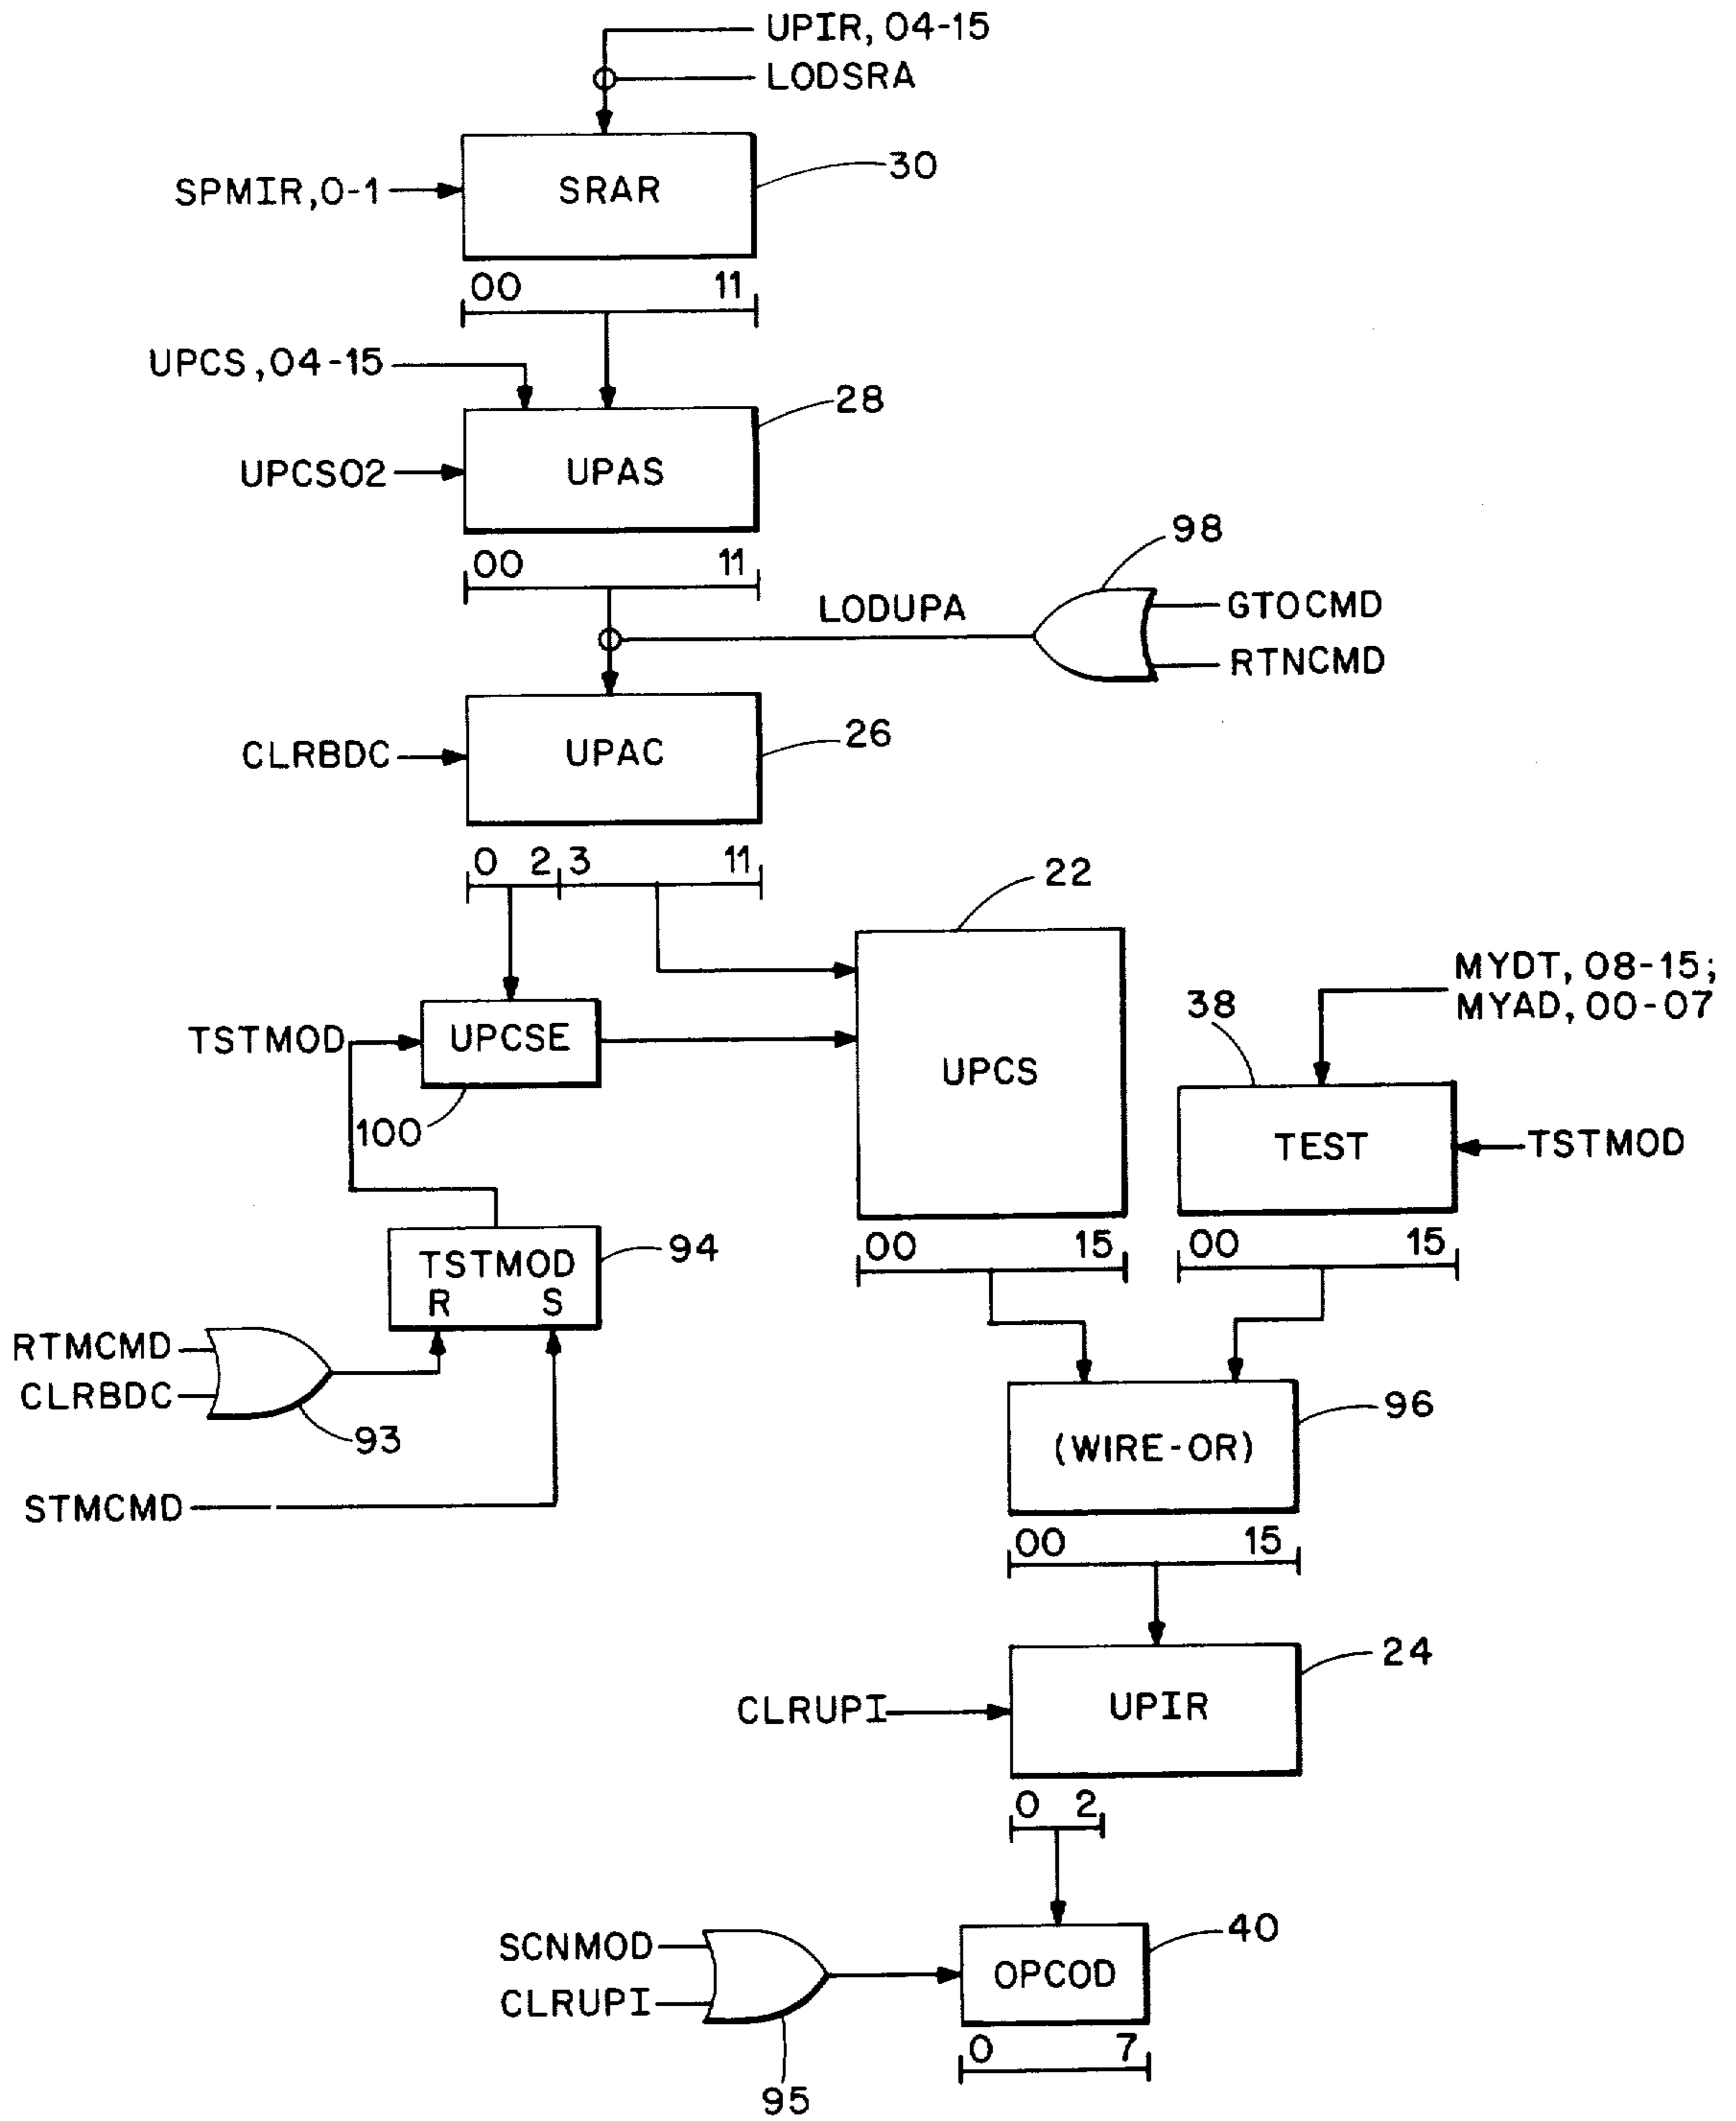 UPIR, 04-15
LODSRA
30
SPMIR,0-1
SRAR
00 11
UPCS,04-15
28
UPCS02
UPAS
00 11
98
LODUPA
GTOCMD
RTNCMD
26
CLRBDC
UPAC
0 2 3 11
22
MYDT, 08-15;
MYAD, 00-07
38
TSTMOD
UPCSE
UPCS
100
TEST
TSTMOD
00 15
00 15
TSTMOD
R S
94
RTMCMD
CLRBDC
93
96
(WIRE-OR)
STMCMD
00 15
24
CLRUPI
UPIR
0 2
40
SCNMOD
CLRUPI
OPCOD
0 7
95